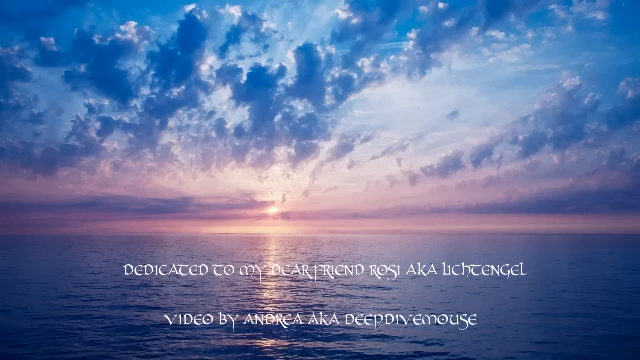 DEDICATED TO MY DEAR FRIEND ROSI AKA LICHTENGEL
VIDEO BY ANDREA AKA DEEPDIVEMOUSE